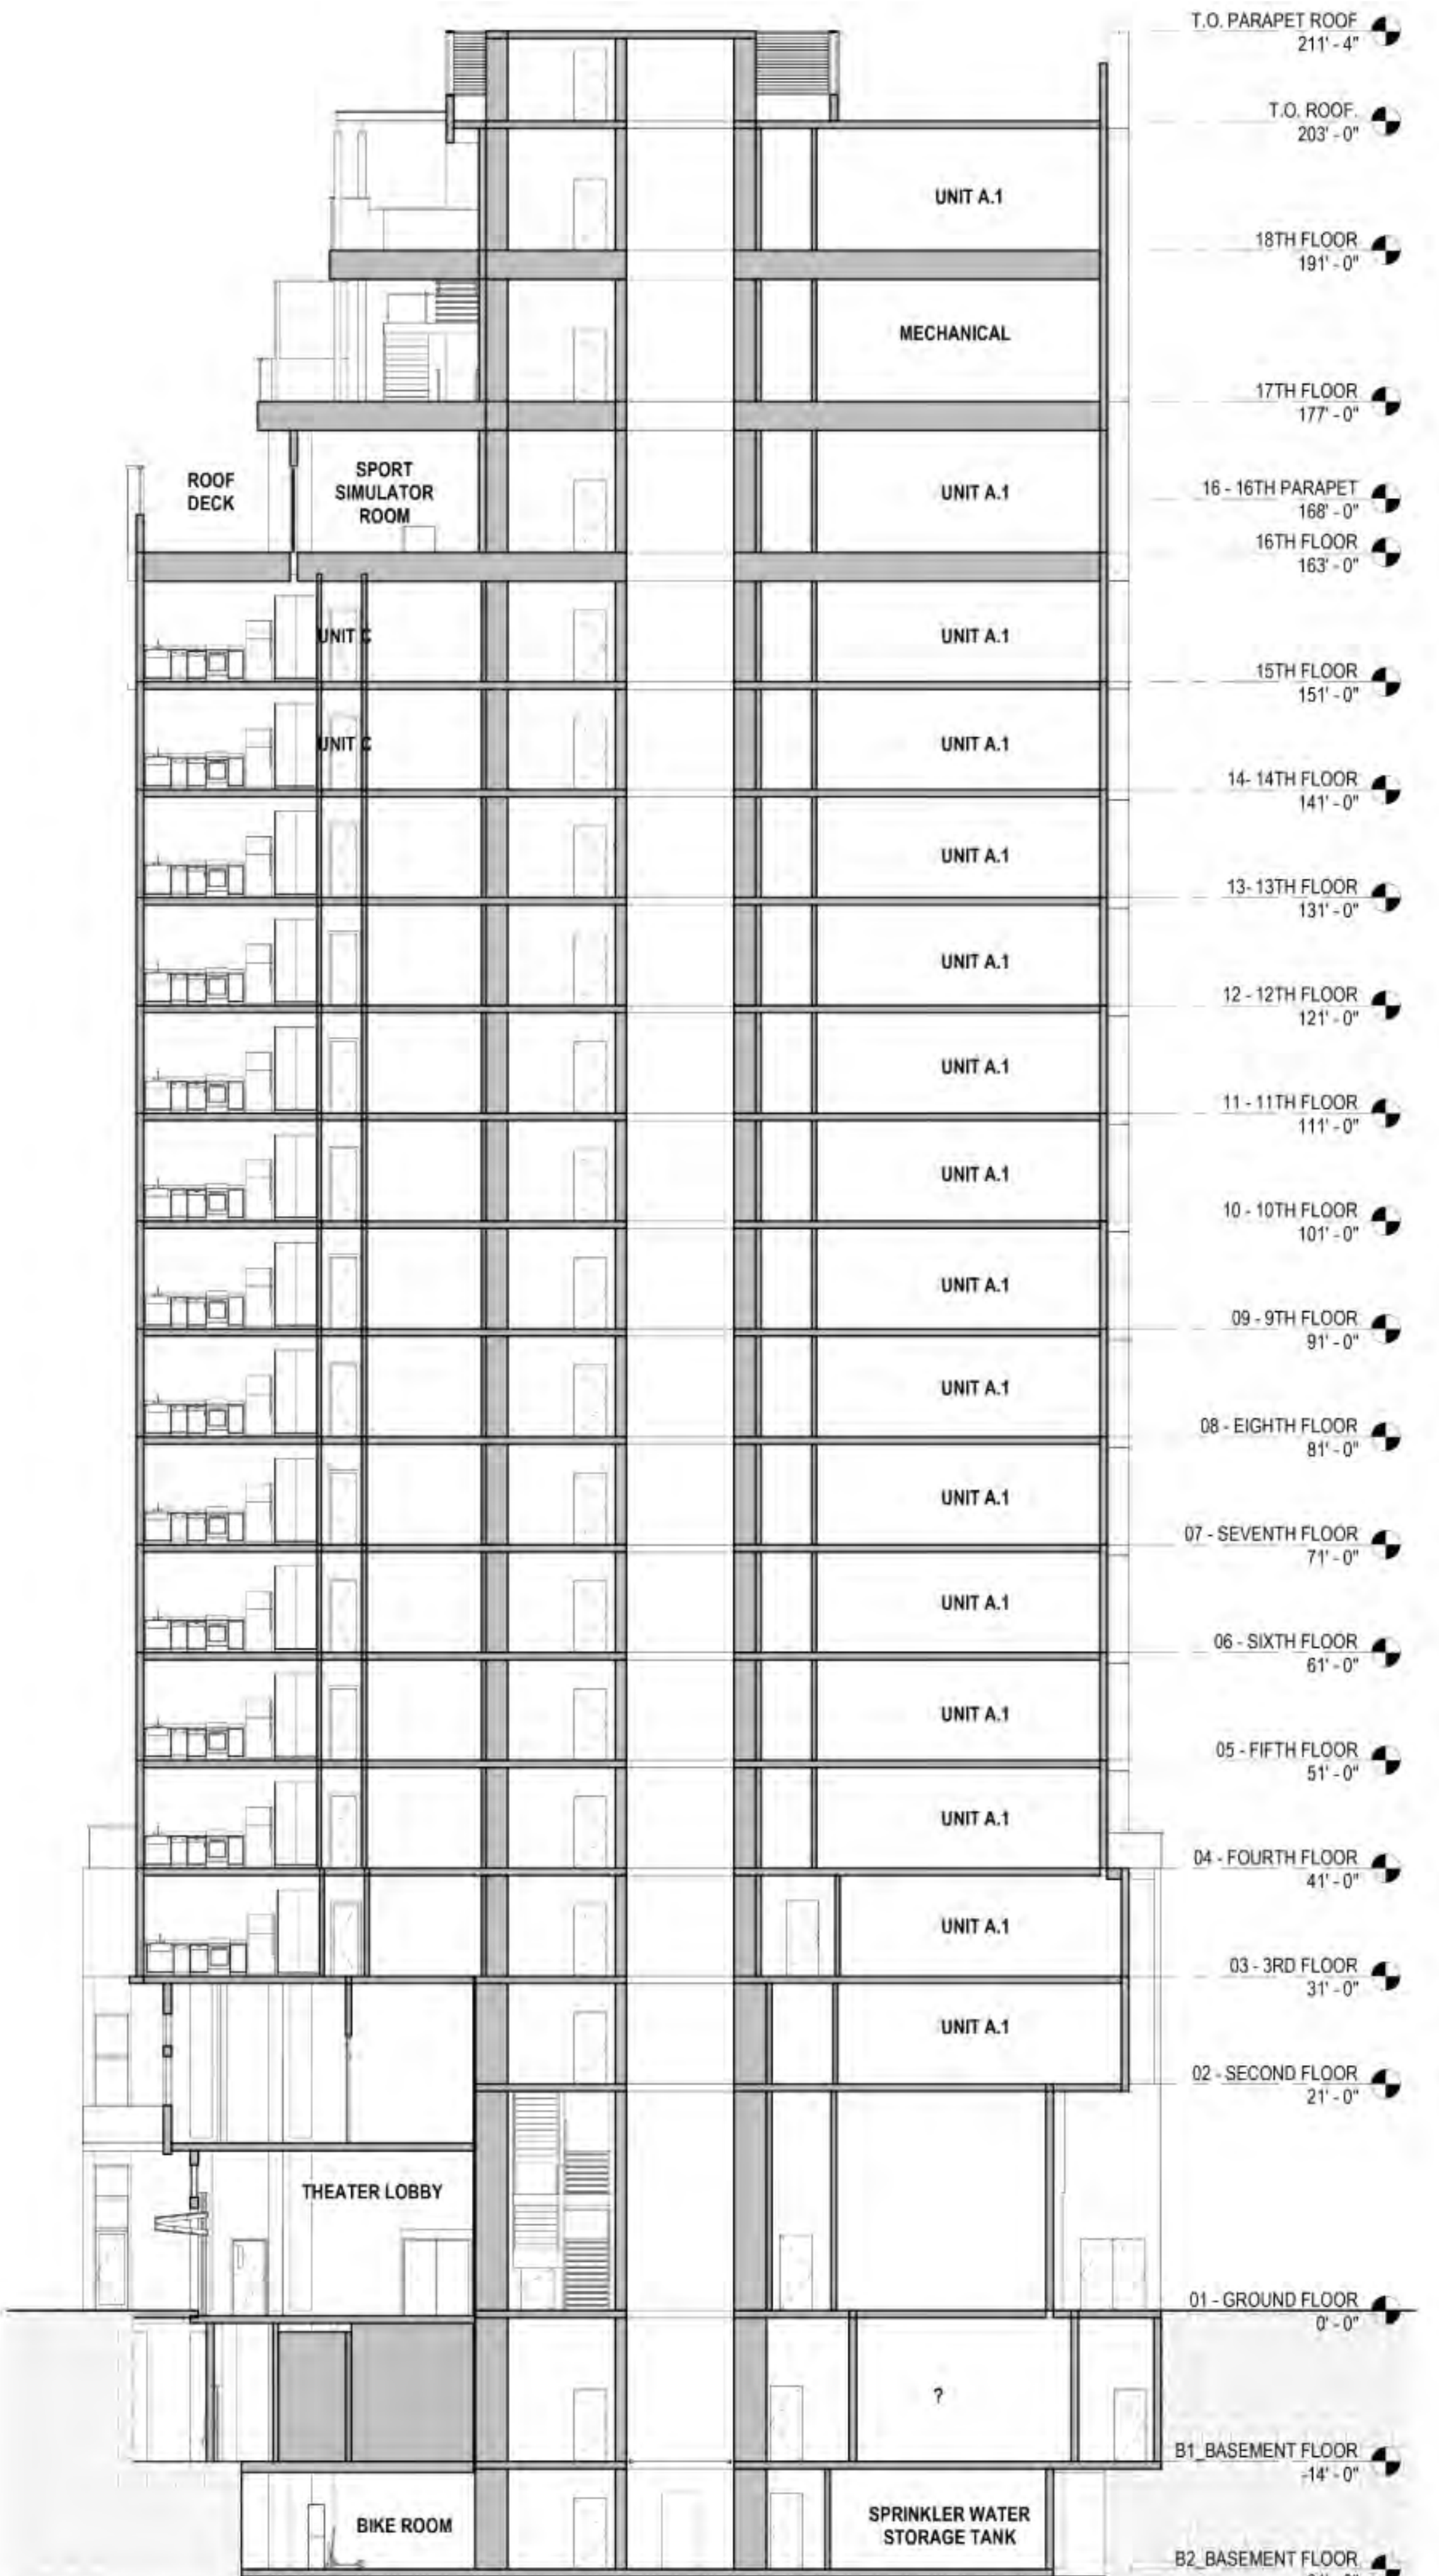 T.O. PARAPET ROOF
211' - 4"
T.O. ROOF.
203' - 0"
UNIT A.1
18TH FLOOR
191' - 0"
MECHANICAL
17TH FLOOR
177' - 0"
ROOF
DECK
SPORT
SIMULATOR
ROOM
UNIT A.1
16 - 16TH PARAPET
168' - 0"
16TH FLOOR
163' - 0"
UNIT C
UNIT A.1
15TH FLOOR
151' - 0"
UNIT C
UNIT A.1
14- 14TH FLOOR
141' - 0"
UNIT A.1
13- 13TH FLOOR
131' - 0"
UNIT A.1
12 - 12TH FLOOR
121' - 0"
UNIT A.1
11 - 11TH FLOOR
111' - 0"
UNIT A.1
10 - 10TH FLOOR
101' - 0"
UNIT A.1
09 - 9TH FLOOR
91' - 0"
UNIT A.1
08 - EIGHTH FLOOR
81' - 0"
UNIT A.1
07 - SEVENTH FLOOR
71' - 0"
UNIT A.1
06 - SIXTH FLOOR
61' - 0"
UNIT A.1
05 - FIFTH FLOOR
51' - 0"
UNIT A.1
04 - FOURTH FLOOR
41' - 0"
UNIT A.1
03 - 3RD FLOOR
31' - 0"
UNIT A.1
02 - SECOND FLOOR
21' - 0"
THEATER LOBBY
01 - GROUND FLOOR
0' - 0"
?
B1_BASEMENT FLOOR
-14' - 0"
BIKE ROOM
SPRINKLER WATER
STORAGE TANK
B2_BASEMENT FLOOR